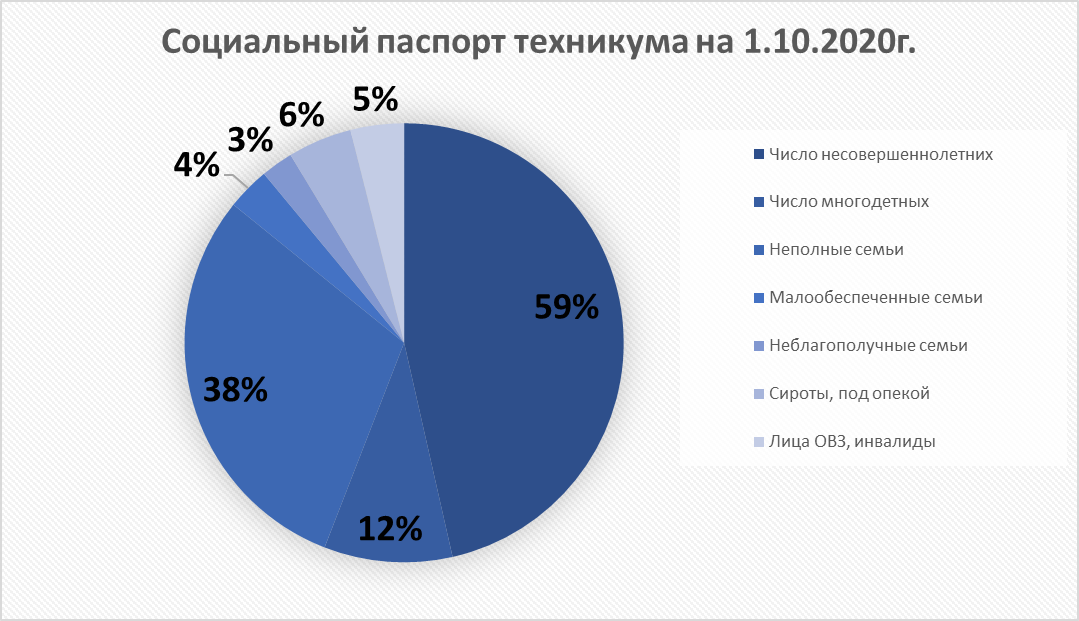 Социальный паспорт техникума на 1.10.2020г.
5%
6%
3%
4%
59%
38%
12%
Число несовершеннолетних
Число многодетных
Неполные семьи
Малообеспеченные семьи
Неблагополучные семьи
Сироты, под опекой
Лица ОВЗ, инвалиды